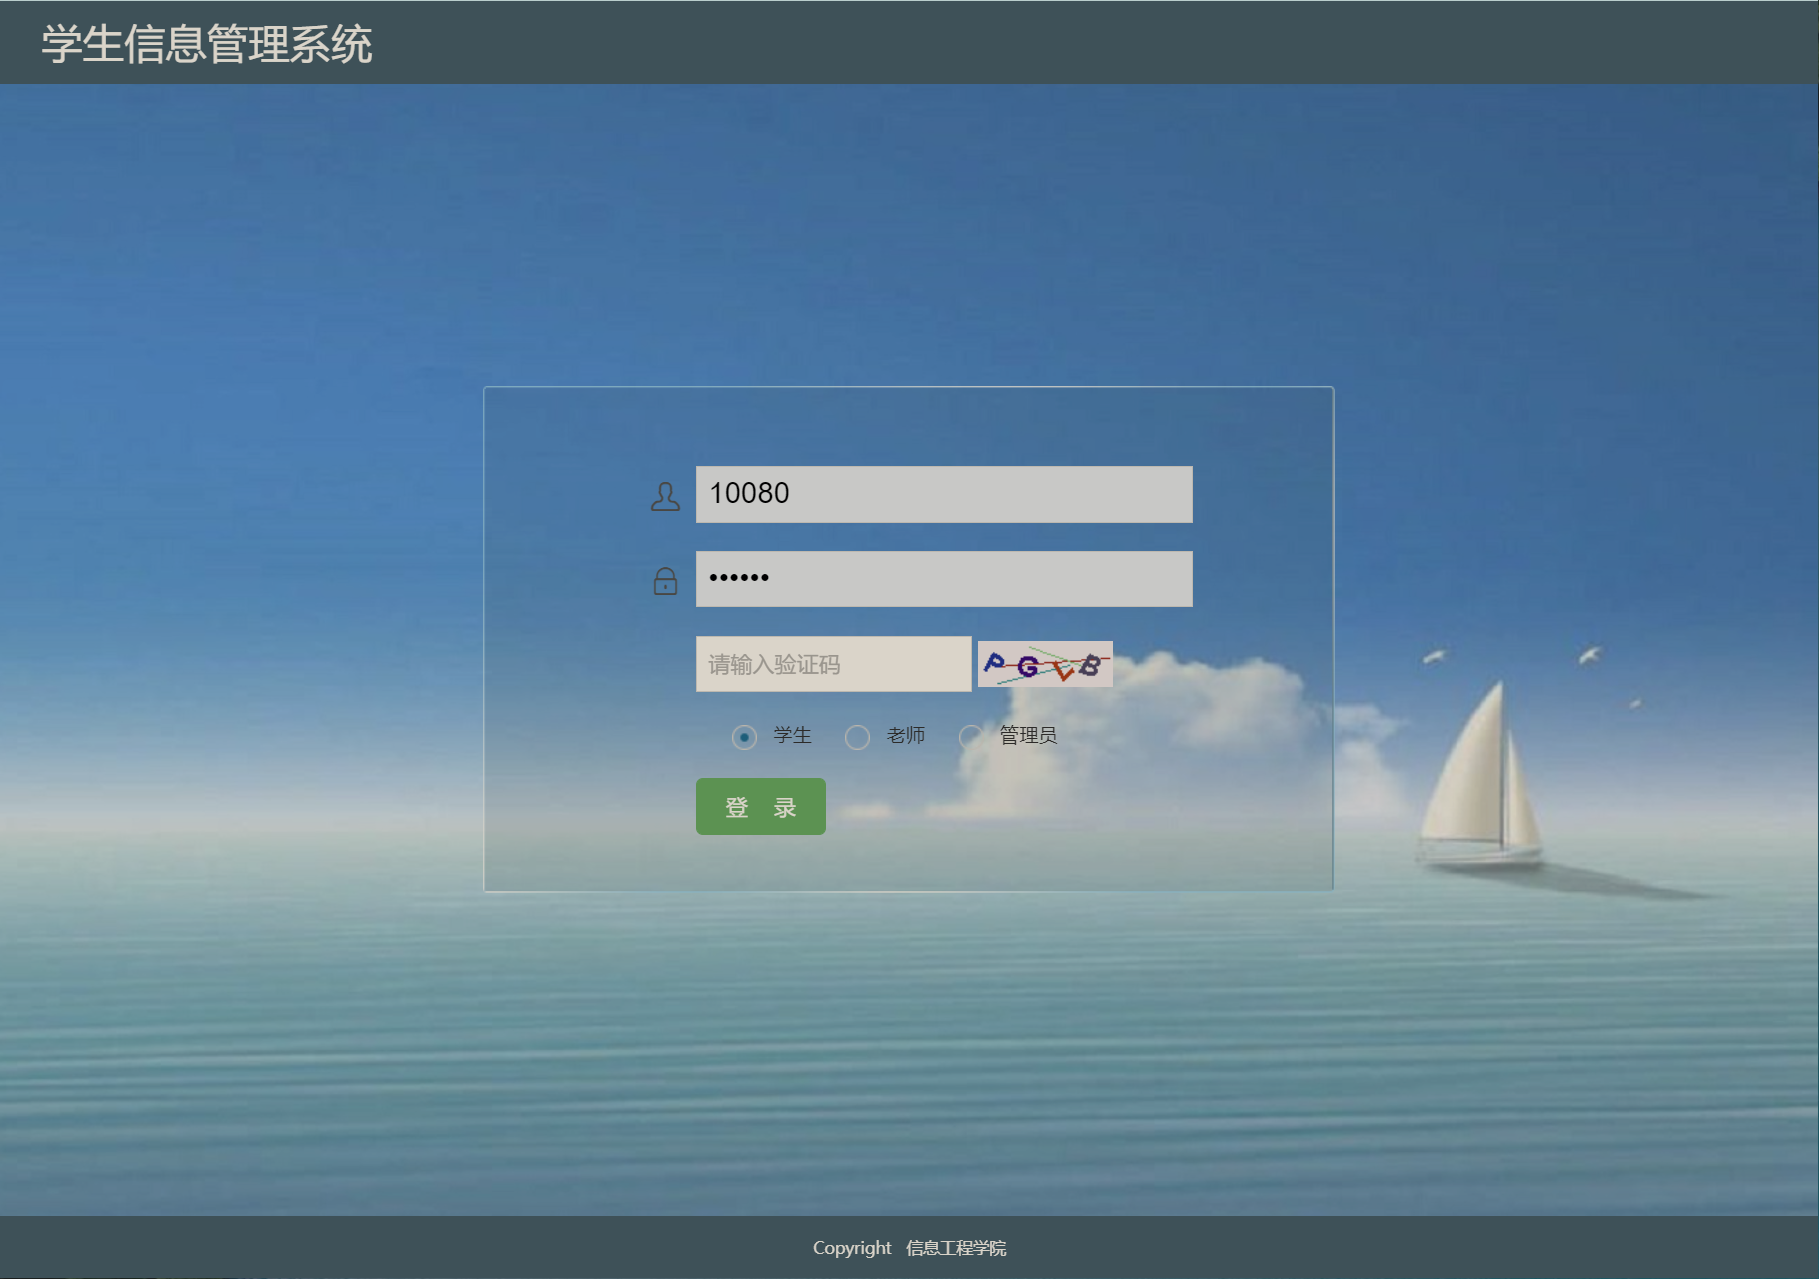 学生信息管理系统
10080
••••••
请输入验证码 PGVB
学生 老师 管理员
登 录
Copyright 信息工程学院